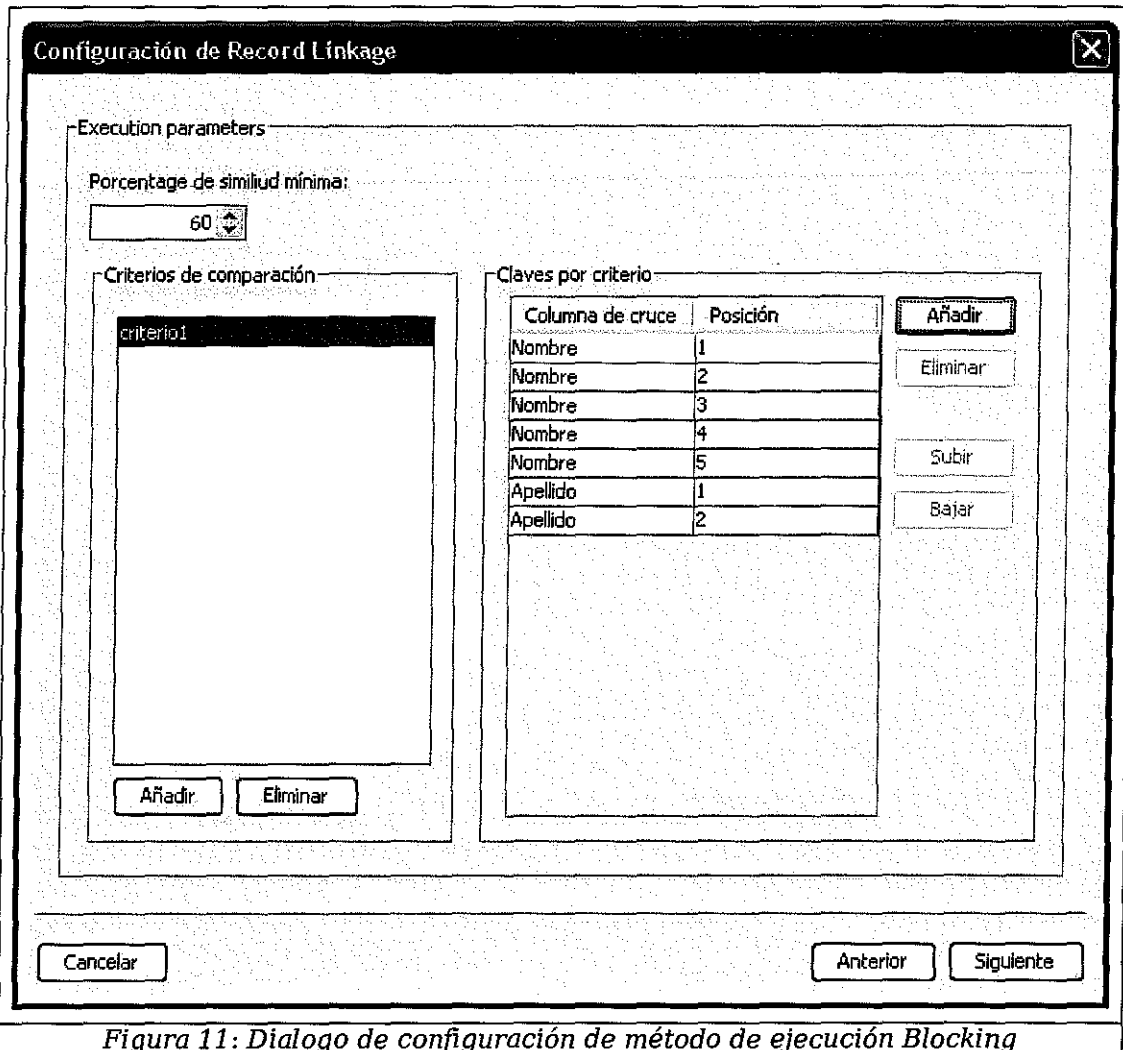 Configuración de Record Linkage
Execution parameters
Porcentage de similiud mínima:
60
Criterios de comparación
criterio1
Añadir Eliminar
Claves por criterio
Columna de cruce Posición
Nombre 1
Nombre 2
Nombre 3
Nombre 4
Nombre 5
Apellido 1
Apellido 2
Añadir
Eliminar
Subir
Bajar
Cancelar Anterior Siguiente
Figura 11: Dialogo de configuración de método de ejecución Blocking